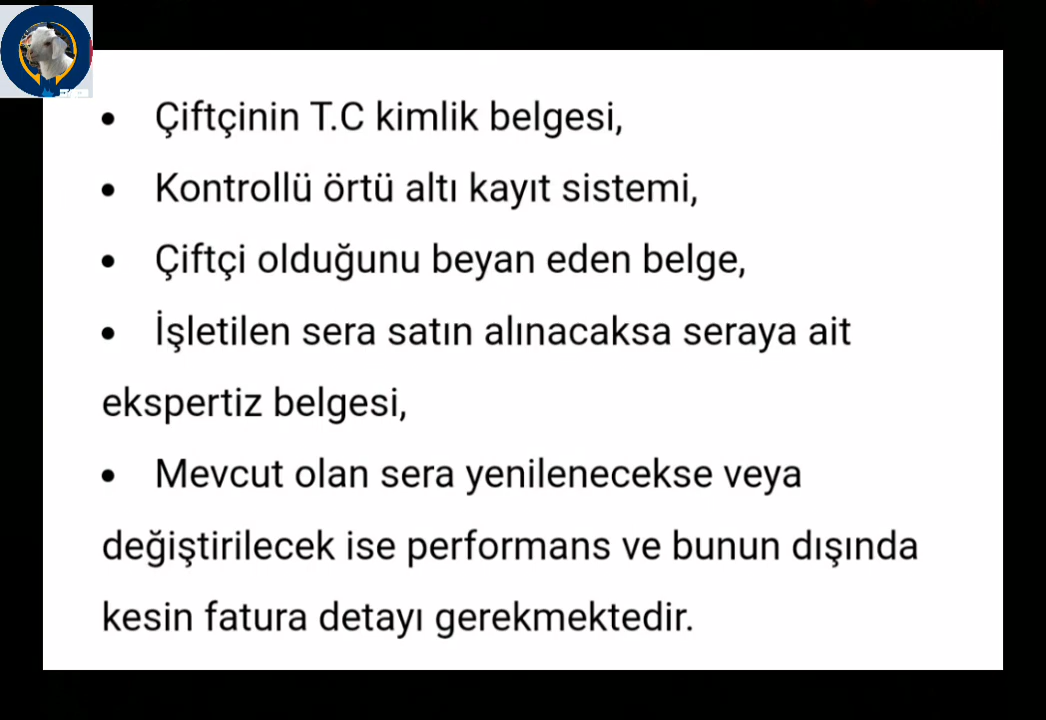 • Çiftçinin T.C kimlik belgesi,
• Kontrollü örtü altı kayıt sistemi,
• Çiftçi olduğunu beyan eden belge,
• İşletilen sera satın alınacaksa seraya ait
ekspertiz belgesi,
• Mevcut olan sera yenilenecekse veya
değiştirilecek ise performans ve bunun dışında
kesin fatura detayı gerekmektedir.